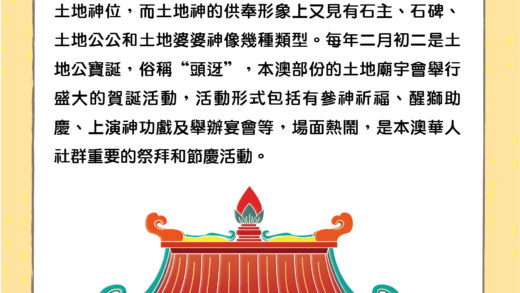 土地神位，而土地神的供奉形象上又見有石主、石碑、
土地公公和土地婆婆神像幾種類型。每年二月初二是土
地公寶誕，俗稱“頭迓”，本澳部份的土地廟宇會舉行
盛大的賀誕活動，活動形式包括有參神祈福、醒獅助
慶、上演神功戲及舉辦宴會等，場面熱鬧，是本澳華人
社群重要的祭拜和節慶活動。